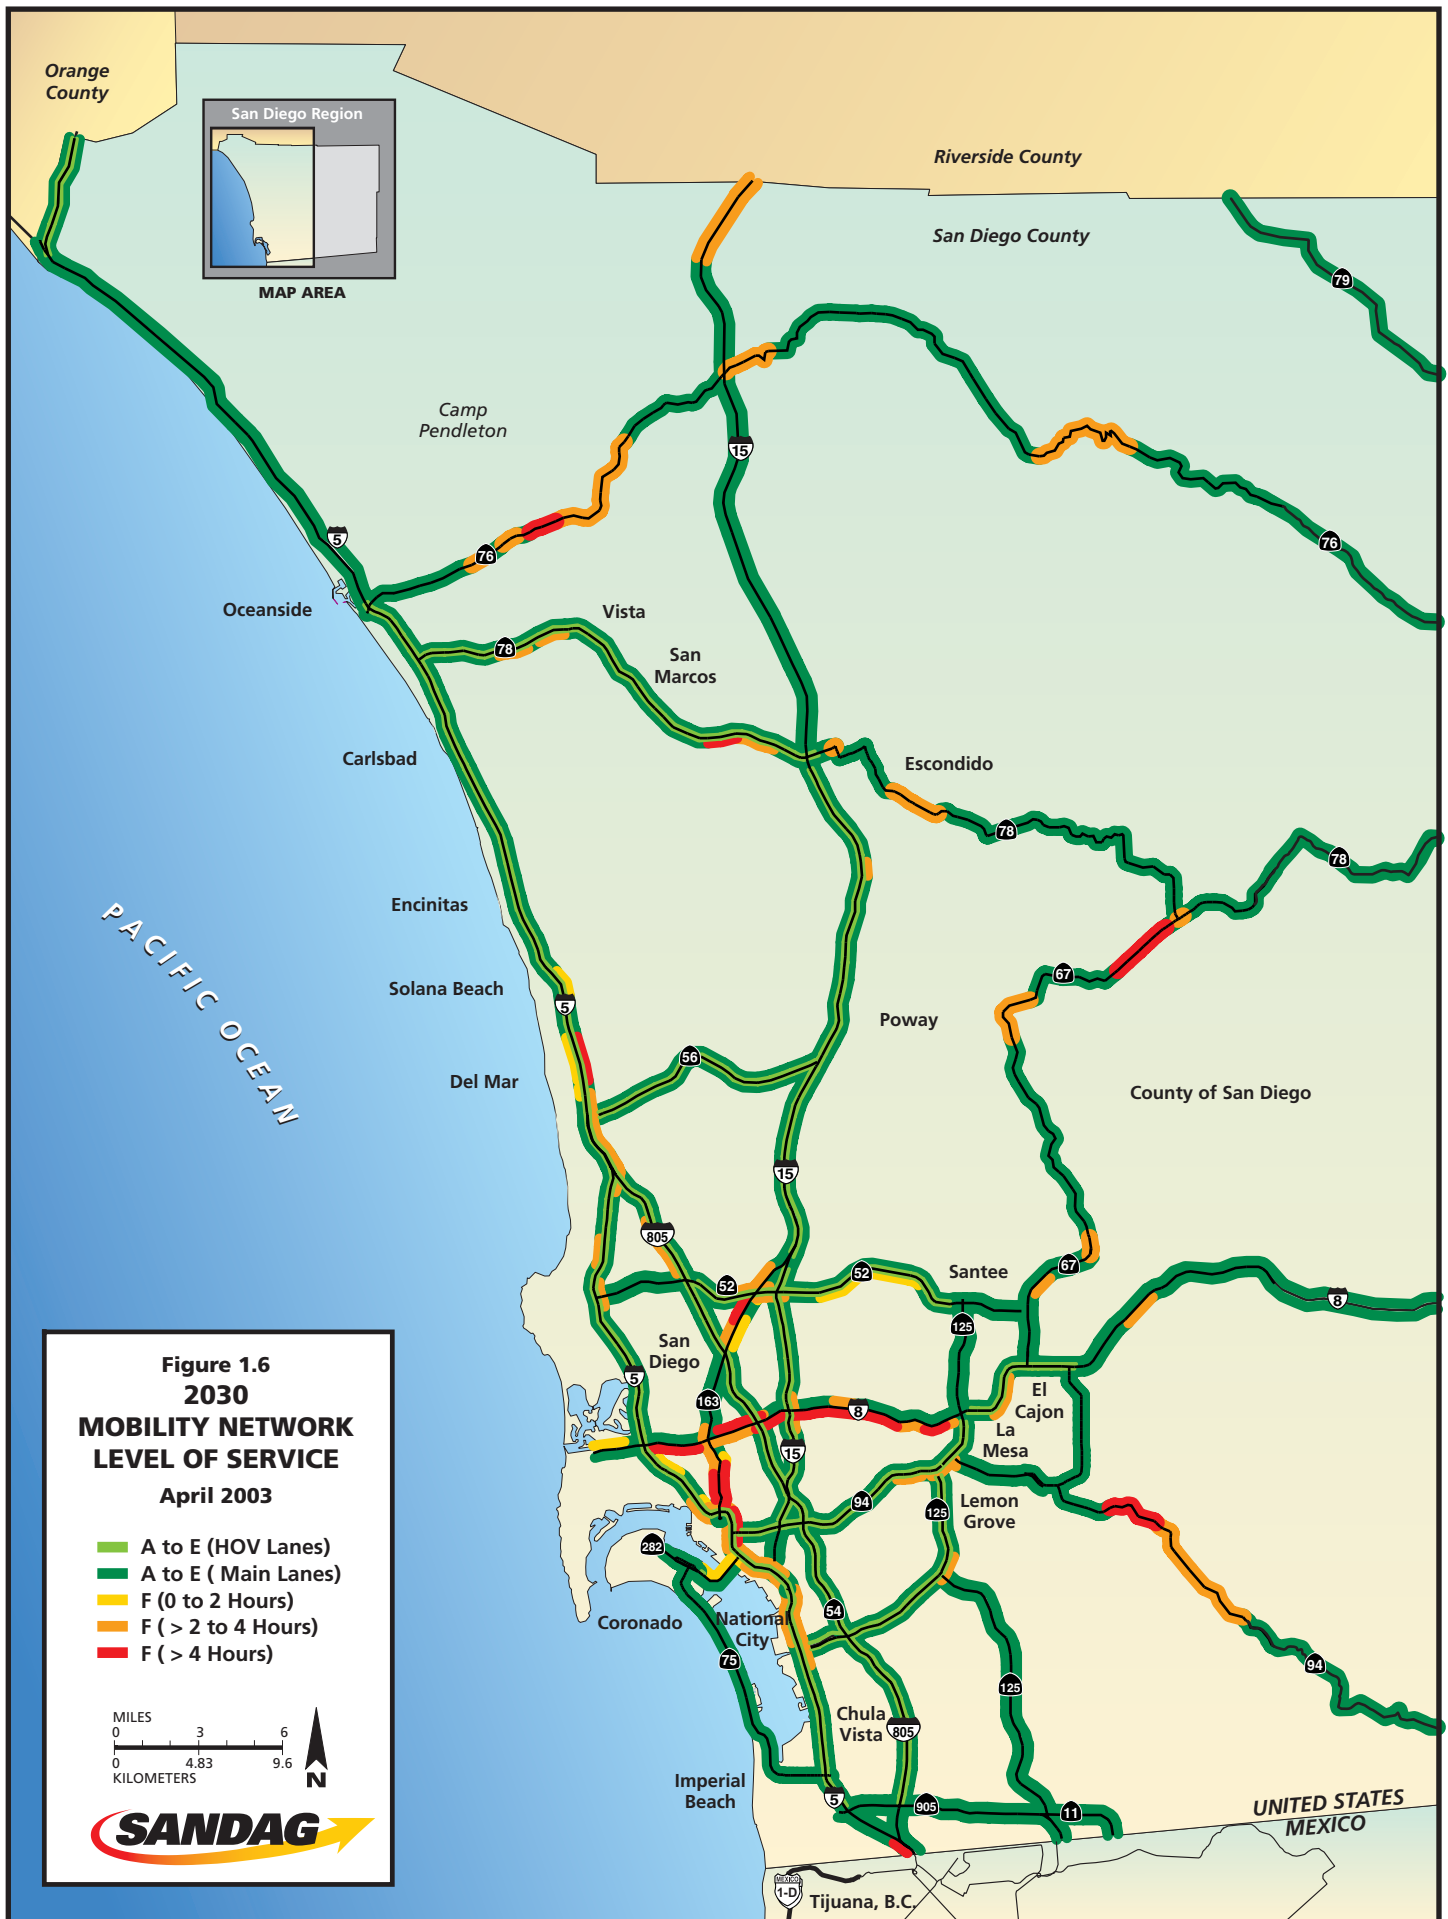 Orange
County
San Diego Region
MAP AREA
Riverside County
San Diego County
79
Camp
Pendleton
15
5
76
76
Oceanside
Vista
78
San
Marcos
Carlsbad
Escondido
78
78
Encinitas
PACIFIC OCEAN
67
Solana Beach
5
Poway
56
Del Mar
County of San Diego
15
805
67
52
52
Santee
8
125
San
Diego
5
163
El
Cajon
8
La
Mesa
15
94
125
Lemon
Grove
282
54
Coronado
National
City
75
94
125
Chula
Vista
805
Imperial
Beach
5
905
11
UNITED STATES
MEXICO
MEXICO
1-D
Tijuana, B.C.
Figure 1.6
2030
MOBILITY NETWORK
LEVEL OF SERVICE
April 2003
A to E (HOV Lanes)
A to E ( Main Lanes)
F (0 to 2 Hours)
F ( > 2 to 4 Hours)
F ( > 4 Hours)
MILES
0 3 6
0 4.83 9.6
KILOMETERS
N
SANDAG